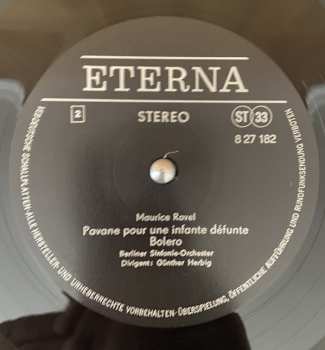 ETERNA
2
STEREO
ST 33
8 27 182
Maurice Ravel
Pavane pour une infante défunte
Bolero
Berliner Sinfonie-Orchester
Dirigent: Günther Herbig
VEB DEUTSCHE SCHALLPLATTEN·ALLE HERSTELLER- UND URHEBERRECHTE VORBEHALTEN·ÜBERSPIELUNG, ÖFFENTLICHE AUFFÜHRUNG UND RUNDFUNKSENDUNG VERBOTEN